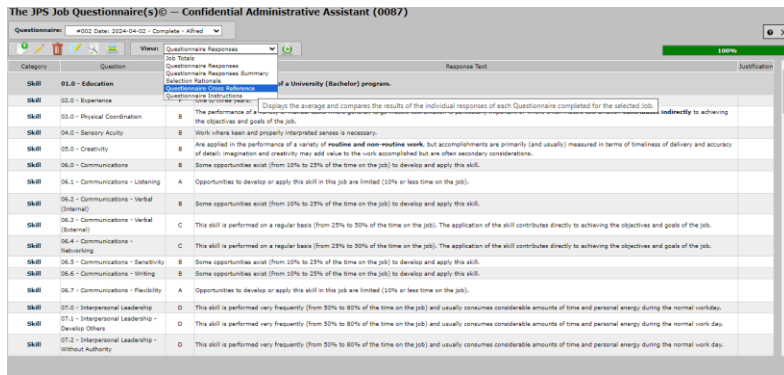 The JPS Job Questionnaire(s)© — Confidential Administrative Assistant (0087)
Questionnaire: #002 Date: 2024-04-02 - Complete - Alfred
View: Questionnaire Responses
100%
Job Totals
Questionnaire Responses
Questionnaire Responses Summary
Selection Rationale
Questionnaire Cross Reference
Questionnaire Instructions
Displays the average and compares the results of the individual responses of each Questionnaire completed for the selected Job.
Category Question Response Text Justification
Skill 01.0 - Education of a University (Bachelor) program.
Skill 02.0 - Experience One to three years.
Skill 03.0 - Physical Coordination B The performance of a indirectly to achieving
the objectives and goals of the job.
Skill 04.0 - Sensory Acuity B Work where keen and properly interpreted senses is necessary.
Skill 05.0 - Creativity B Are applied in the performance of a variety of routine and non-routine work, but accomplishments are primarily (and usually) measured in terms of timeliness of delivery and accuracy
of detail; imagination and creativity may add value to the work accomplished but are often secondary considerations.
Skill 06.0 - Communications B Some opportunities exist (from 10% to 25% of the time on the job) to develop and apply this skill.
Skill 06.1 - Communications - Listening A Opportunities to develop or apply this skill in this job are limited (10% or less time on the job).
Skill 06.2 - Communications - Verbal
(Internal) B Some opportunities exist (from 10% to 25% of the time on the job) to develop and apply this skill.
Skill 06.3 - Communications - Verbal
(External) C This skill is performed on a regular basis (from 25% to 50% of the time on the job). The application of the skill contributes directly to achieving the objectives and goals of the job.
Skill 06.4 - Communications -
Networking C This skill is performed on a regular basis (from 25% to 50% of the time on the job). The application of the skill contributes directly to achieving the objectives and goals of the job.
Skill 06.5 - Communications - Sensitivity B Some opportunities exist (from 10% to 25% of the time on the job) to develop and apply this skill.
Skill 06.6 - Communications - Writing B Some opportunities exist (from 10% to 25% of the time on the job) to develop and apply this skill.
Skill 06.7 - Communications - Flexibility A Opportunities to develop or apply this skill in this job are limited (10% or less time on the job).
Skill 07.0 - Interpersonal Leadership D This skill is performed very frequently (from 50% to 80% of the time on the job) and usually consumes considerable amounts of time and personal energy during the normal workday.
Skill 07.1 - Interpersonal Leadership -
Develop Others D This skill is performed very frequently (from 50% to 80% of the time on the job) and usually consumes considerable amounts of time and personal energy during the normal work day.
Skill 07.2 - Interpersonal Leadership -
Without Authority D This skill is performed very frequently (from 50% to 80% of the time on the job) and usually consumes considerable amounts of time and personal energy during the normal work day.